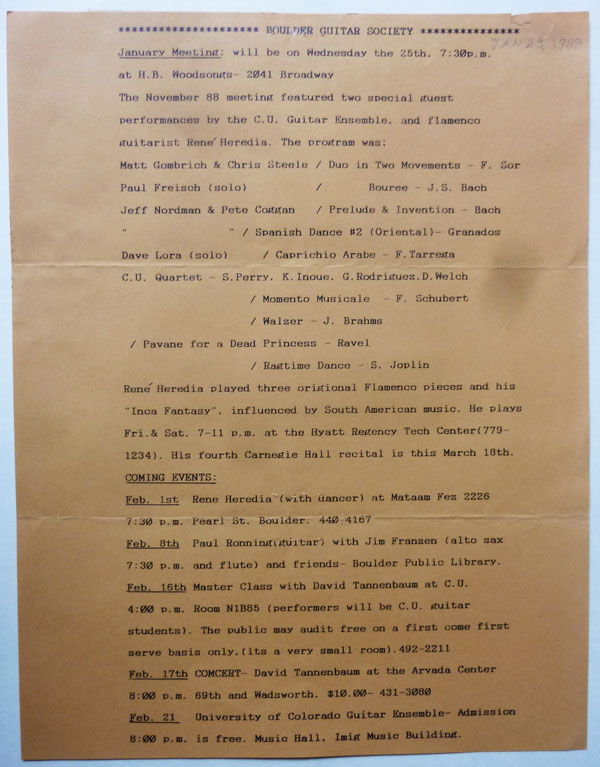 ******************** BOULDER GUITAR SOCIETY **************
JAN 25 1989
January Meeting: will be on Wednesday the 25th, 7:30p.m.
at H.B. Woodsongs- 2041 Broadway
The November 88 meeting featured two special guest
performances by the C.U. Guitar Ensemble, and flamenco
guitarist René Heredia. The program was:
Matt Gombrich & Chris Steele / Duo in Two Movements - F. Sor
Paul Freisch (solo) / Bouree - J.S. Bach
Jeff Nordman & Pete Coggan / Prelude & Invention - Bach
" " / Spanish Dance #2 (Oriental)- Granados
Dave Lora (solo) / Caprichio Arabe - F.Tarrega
C.U. Quartet - S.Perry, K.Inoue, G.Rodriguez,D.Welch
/ Momento Musicale - F. Schubert
/ Walzer - J. Brahms
/ Pavane for a Dead Princess - Ravel
/ Ragtime Dance - S. Joplin
René Heredia played three origional Flamenco pieces and his
"Inca Fantasy", influenced by South American music. He plays
Fri.& Sat. 7-11 p.m. at the Hyatt Regency Tech Center(779-
1234). His fourth Carnegie Hall recital is this March 18th.
COMING EVENTS:
Feb. 1st Rene Heredia (with dancer) at Mataam Fez 2226
7:30 p.m. Pearl St. Boulder. 440-4167
Feb. 8th Paul Ronning(guitar) with Jim Franzen (alto sax
7:30 p.m. and flute) and friends- Boulder Public Library.
Feb. 16th Master Class with David Tannenbaum at C.U.
4:00 p.m. Room N1B85 (performers will be C.U. guitar
students). The public may audit free on a first come first
serve basis only.(its a very small room).492-2211
Feb. 17th COMCERT- David Tannenbaum at the Arvada Center
8:00 p.m. 69th and Wadsworth. $10.00- 431-3080
Feb. 21 University of Colorado Guitar Ensemble- Admission
8:00 p.m. is free. Music Hall, Imig Music Building.